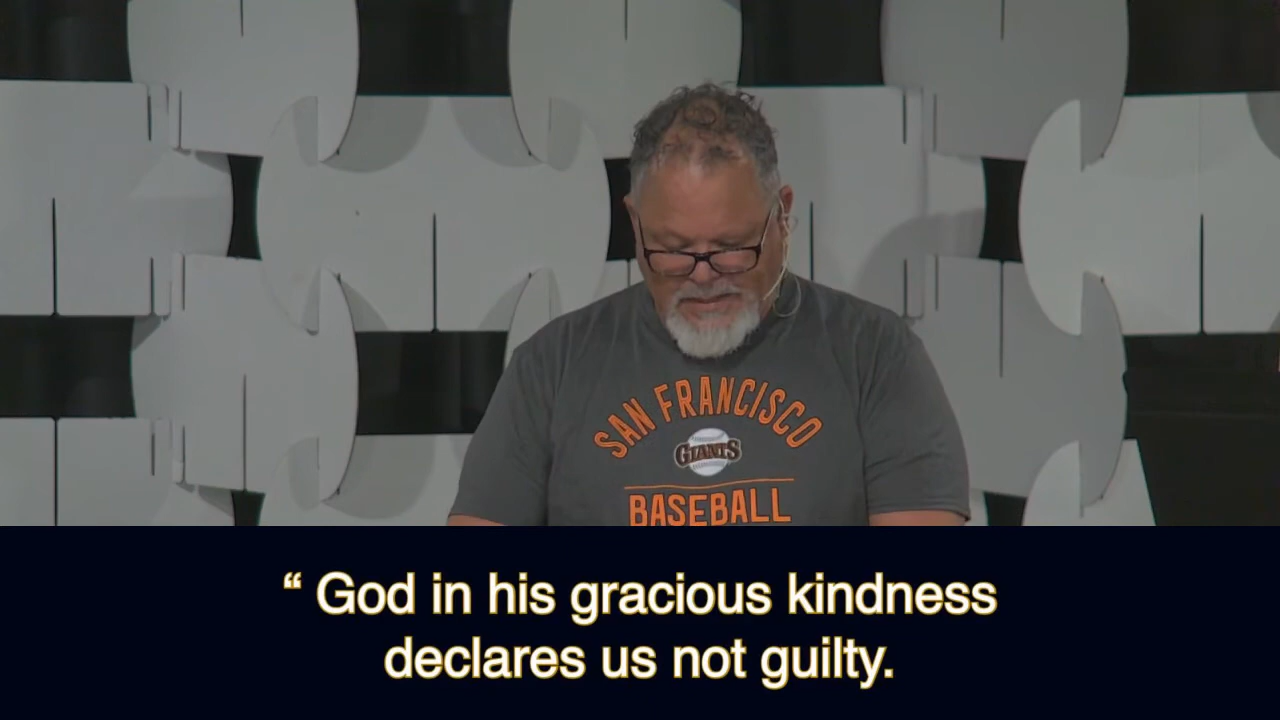 SAN FRANCISCO
GIANTS
BASEBALL
“ God in his gracious kindness
declares us not guilty.